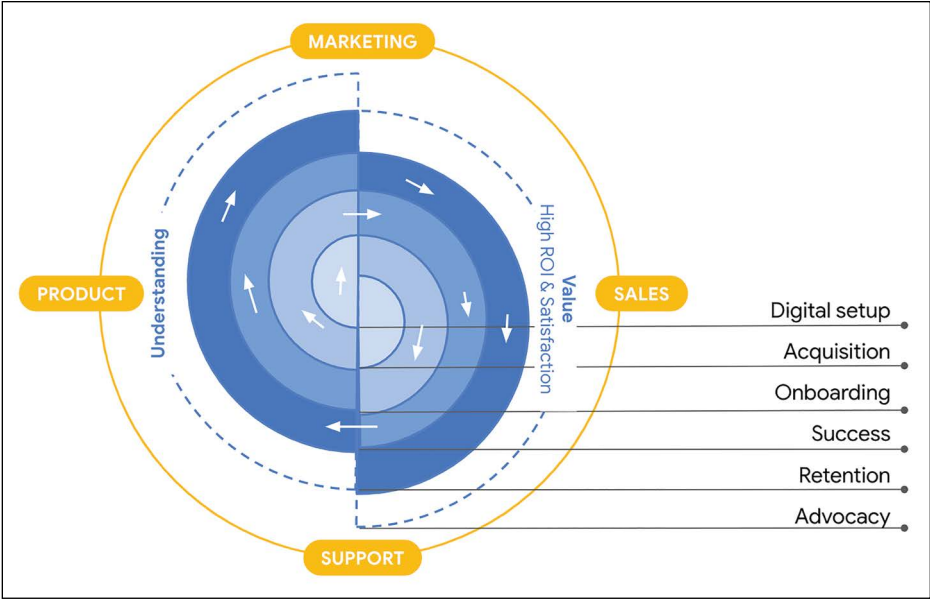 MARKETING
PRODUCT
Understanding
Value
High ROI & Satisfaction
SALES
Digital setup
Acquisition
Onboarding
Success
Retention
Advocacy
SUPPORT